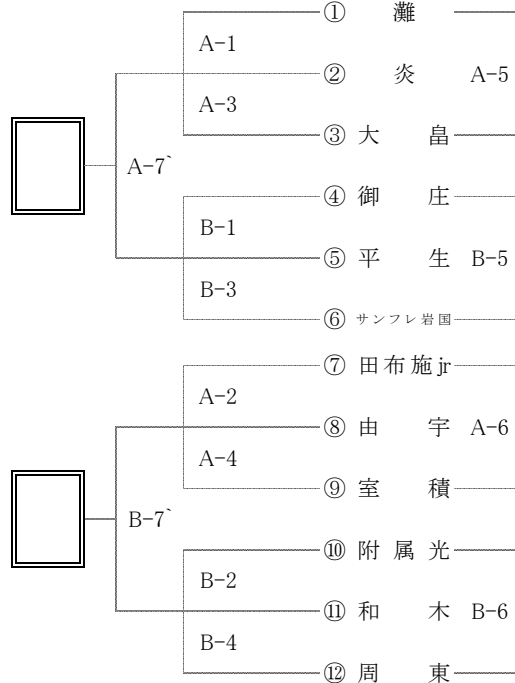 ① 灘
A-1
② 炎 A-5
A-3
③ 大畠
A-7`
④ 御庄
B-1
⑤ 平生 B-5
B-3
⑥ サンフレ岩国
⑦ 田布施jr
A-2
⑧ 由宇 A-6
A-4
⑨ 室積
B-7`
⑩ 附属光
B-2
⑪ 和木 B-6
B-4
⑫ 周東